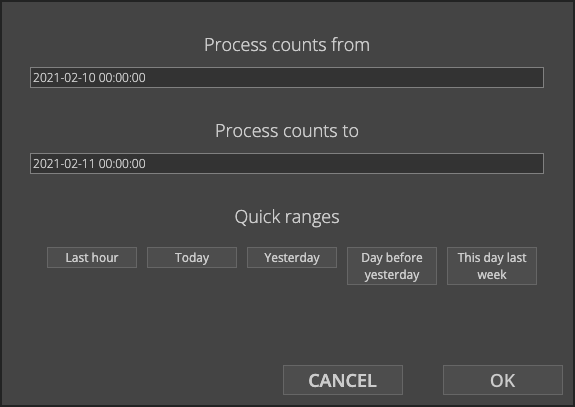 Process counts from
2021-02-10 00:00:00
Process counts to
2021-02-11 00:00:00
Quick ranges
Last hour
Today
Yesterday
Day before
yesterday
This day last
week
CANCEL
OK